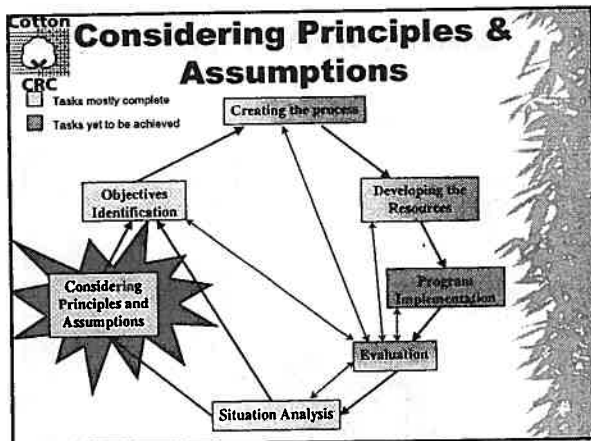 Cotton
CRC
Considering Principles &
Assumptions
Tasks mostly complete
Tasks yet to be achieved
Creating the process
Objectives
Identification
Developing the
Resources
Considering
Principles and
Assumptions
Program
Implementation
Evaluation
Situation Analysis